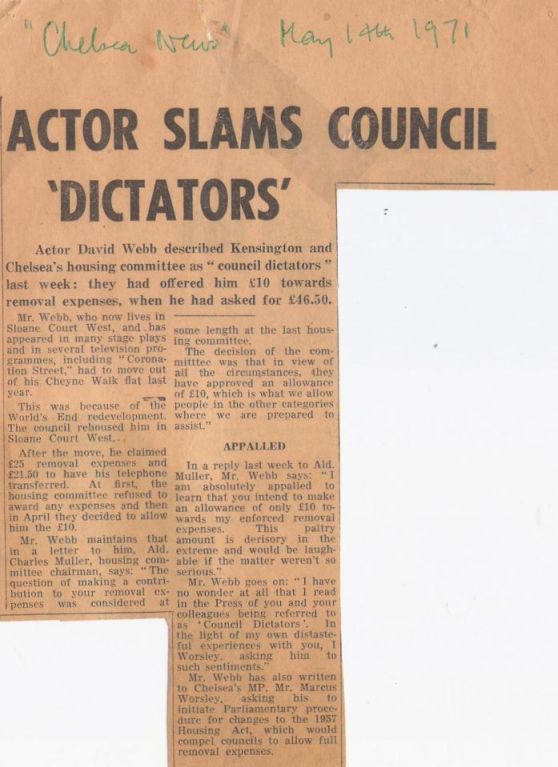 "Chelsea News" May 14th 1971
ACTOR SLAMS COUNCIL
'DICTATORS'
Actor David Webb described Kensington and
Chelsea's housing committee as "council dictators"
last week: they had offered him £10 towards
removal expenses, when he had asked for £46.50.
Mr. Webb, who now lives in
Sloane Court West, and has
appeared in many stage plays
and in several television pro-
grammes, including "Corona-
tion Street," had to move out
of his Cheyne Walk flat last
year.
This was because of the
World's End redevelopment.
The council rehoused him in
Sloane Court West.
After the move, he claimed
£25 removal expenses and
£21.50 to have his telephone
transferred. At first, the
housing committee refused to
award any expenses and then
in April they decided to allow
him the £10.
Mr. Webb maintains that
in a letter to him, Ald.
Charles Muller, housing com-
mittee chairman, says: "The
question of making a contri-
bution to your removal ex-
penses was considered at
some length at the last hous-
ing committee.
The decision of the com-
mitttee was that in view of
all the circumstances, they
have approved an allowance
of £10, which is what we allow
people in the other categories
where we are prepared to
assist."
APPALLED
In a reply last week to Ald.
Muller, Mr. Webb says: "I
am absolutely appalled to
learn that you intend to make
an allowance of only £10 to-
wards my enforced removal
expenses. This paltry
amount is derisory in the
extreme and would be laugh-
able if the matter weren't so
serious."
Mr. Webb goes on: "I have
no wonder at all that I read
in the Press of you and your
colleagues being referred to
as 'Council Dictators'. In
the light of my own distaste-
ful experiences with you, I
Worsley, asking him to
such sentiments."
Mr. Webb has also written
to Chelsea's MP, Mr. Marcus
Worsley, asking his to
initiate Parliamentary proce-
dure for changes to the 1957
Housing Act, which would
compel councils to allow full
removal expenses.